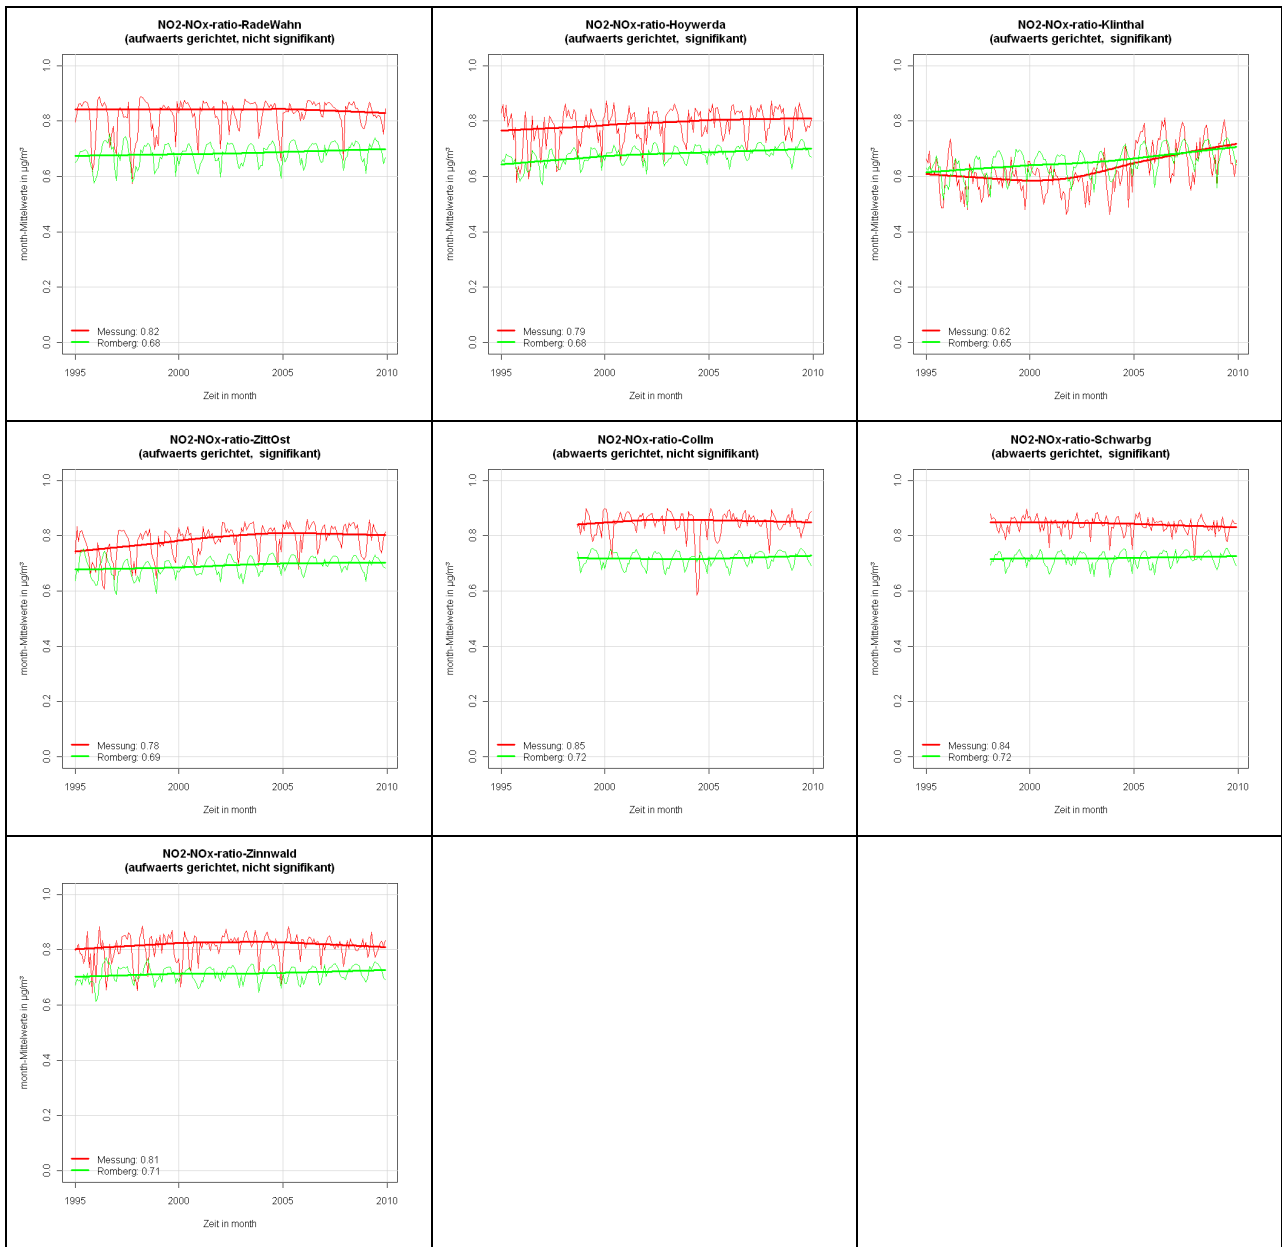 NO2-NOx-ratio-RadeWahn
(aufwaerts gerichtet, nicht signifikant)
month-Mittelwerte in µg/m³
1.0
0.8
0.6
0.4
0.2
0.0
Messung: 0.82
Romberg: 0.68
1995 2000 2005 2010
Zeit in month
NO2-NOx-ratio-Hoywerda
(aufwaerts gerichtet, signifikant)
month-Mittelwerte in µg/m³
1.0
0.8
0.6
0.4
0.2
0.0
Messung: 0.79
Romberg: 0.68
1995 2000 2005 2010
Zeit in month
NO2-NOx-ratio-Klinthal
(aufwaerts gerichtet, signifikant)
month-Mittelwerte in µg/m³
1.0
0.8
0.6
0.4
0.2
0.0
Messung: 0.62
Romberg: 0.65
1995 2000 2005 2010
Zeit in month
NO2-NOx-ratio-ZittOst
(aufwaerts gerichtet, signifikant)
month-Mittelwerte in µg/m³
1.0
0.8
0.6
0.4
0.2
0.0
Messung: 0.78
Romberg: 0.69
1995 2000 2005 2010
Zeit in month
NO2-NOx-ratio-Collm
(abwaerts gerichtet, nicht signifikant)
month-Mittelwerte in µg/m³
1.0
0.8
0.6
0.4
0.2
0.0
Messung: 0.85
Romberg: 0.72
1995 2000 2005 2010
Zeit in month
NO2-NOx-ratio-Schwarbg
(abwaerts gerichtet, signifikant)
month-Mittelwerte in µg/m³
1.0
0.8
0.6
0.4
0.2
0.0
Messung: 0.84
Romberg: 0.72
1995 2000 2005 2010
Zeit in month
NO2-NOx-ratio-Zinnwald
(aufwaerts gerichtet, nicht signifikant)
month-Mittelwerte in µg/m³
1.0
0.8
0.6
0.4
0.2
0.0
Messung: 0.81
Romberg: 0.71
1995 2000 2005 2010
Zeit in month